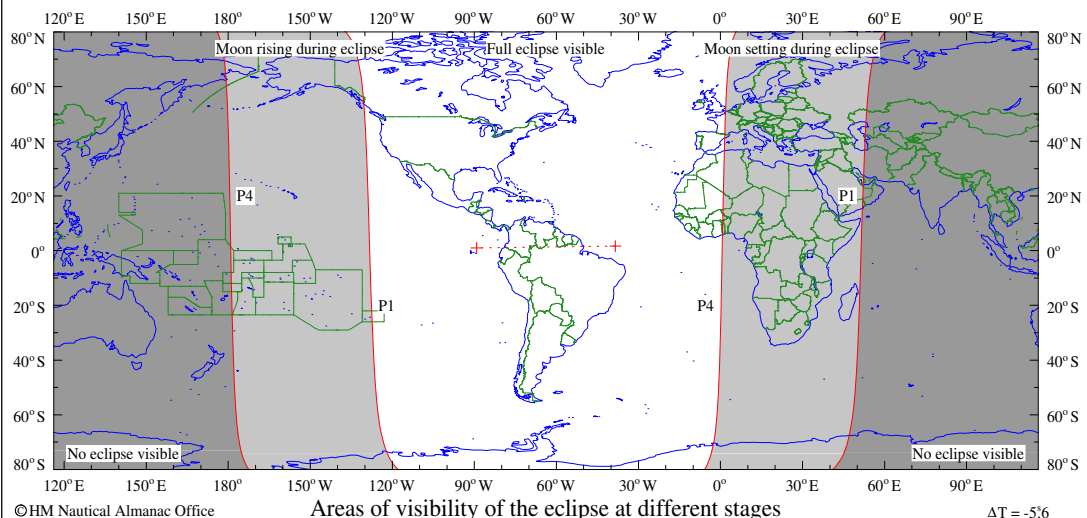 80° N 80° N
Moon rising during eclipse Full eclipse visible Moon setting during eclipse
60° N 60° N
40° N 40° N
20° N P4 P1 20° N
0° 0°
20° S P1 P4 20° S
40° S 40° S
60° S 60° S
No eclipse visible No eclipse visible
80° S 80° S
120° E 150° E 180° 150° W 120° W 90° W 60° W 30° W 0° 30° E 60° E 90° E
120° E 150° E 180° 150° W 120° W 90° W 60° W 30° W 0° 30° E 60° E 90° E
© HM Nautical Almanac Office Areas of visibility of the eclipse at different stages ΔT = -5.ˢ6